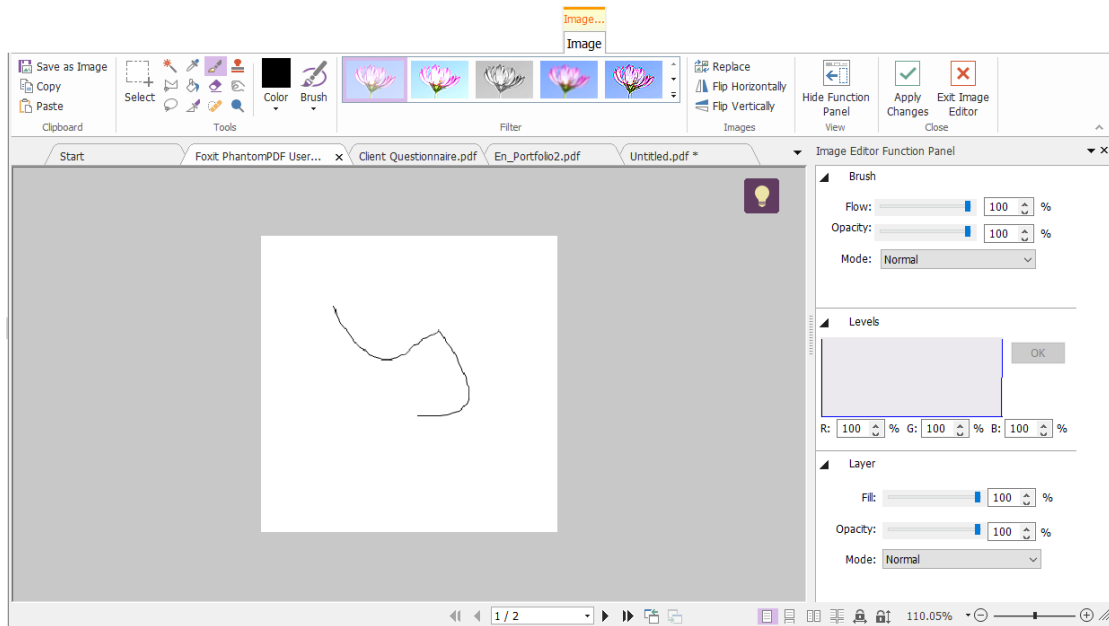 Image...
Image
Save as Image
Copy
Paste
Clipboard
Select
Tools
Color
Brush
Filter
Replace
Flip Horizontally
Flip Vertically
Images
Hide Function
Panel
View
Apply
Changes
Exit Image
Editor
Close
Start
Foxit PhantomPDF User...
Client Questionnaire.pdf
En_Portfolio2.pdf
Untitled.pdf *
Image Editor Function Panel
Brush
Flow: 100 %
Opacity: 100 %
Mode: Normal
Levels
OK
R: 100 % G: 100 % B: 100 %
Layer
Fill: 100 %
Opacity: 100 %
Mode: Normal
1 / 2
110.05%